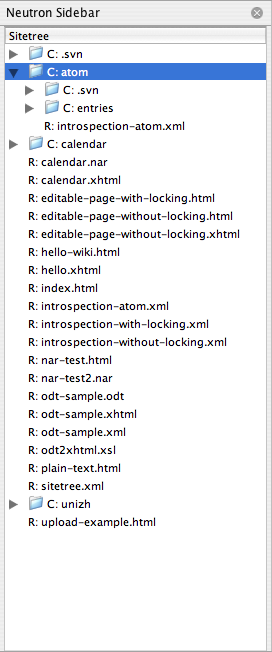 Neutron Sidebar
Sitetree
C: .svn
C: atom
C: .svn
C: entries
R: introspection-atom.xml
C: calendar
R: calendar.nar
R: calendar.xhtml
R: editable-page-with-locking.html
R: editable-page-without-locking.html
R: editable-page-without-locking.xhtml
R: hello-wiki.html
R: hello.xhtml
R: index.html
R: introspection-atom.xml
R: introspection-with-locking.xml
R: introspection-without-locking.xml
R: nar-test.html
R: nar-test2.nar
R: odt-sample.odt
R: odt-sample.xhtml
R: odt-sample.xml
R: odt2xhtml.xsl
R: plain-text.html
R: sitetree.xml
C: unizh
R: upload-example.html